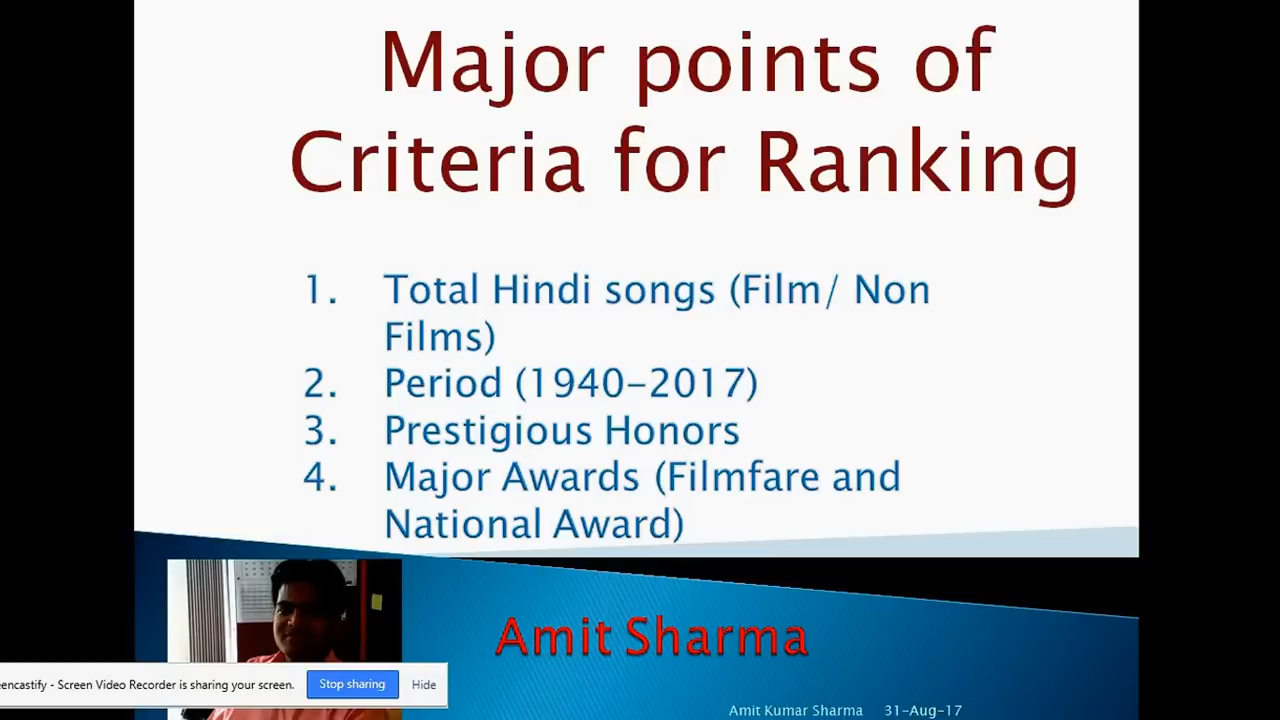 Major points of
Criteria for Ranking
1. Total Hindi songs (Film/ Non
Films)
2. Period (1940-2017)
3. Prestigious Honors
4. Major Awards (Filmfare and
National Award)
Amit Sharma
eencastify - Screen Video Recorder is sharing your screen. Stop sharing Hide
Amit Kumar Sharma 31-Aug-17